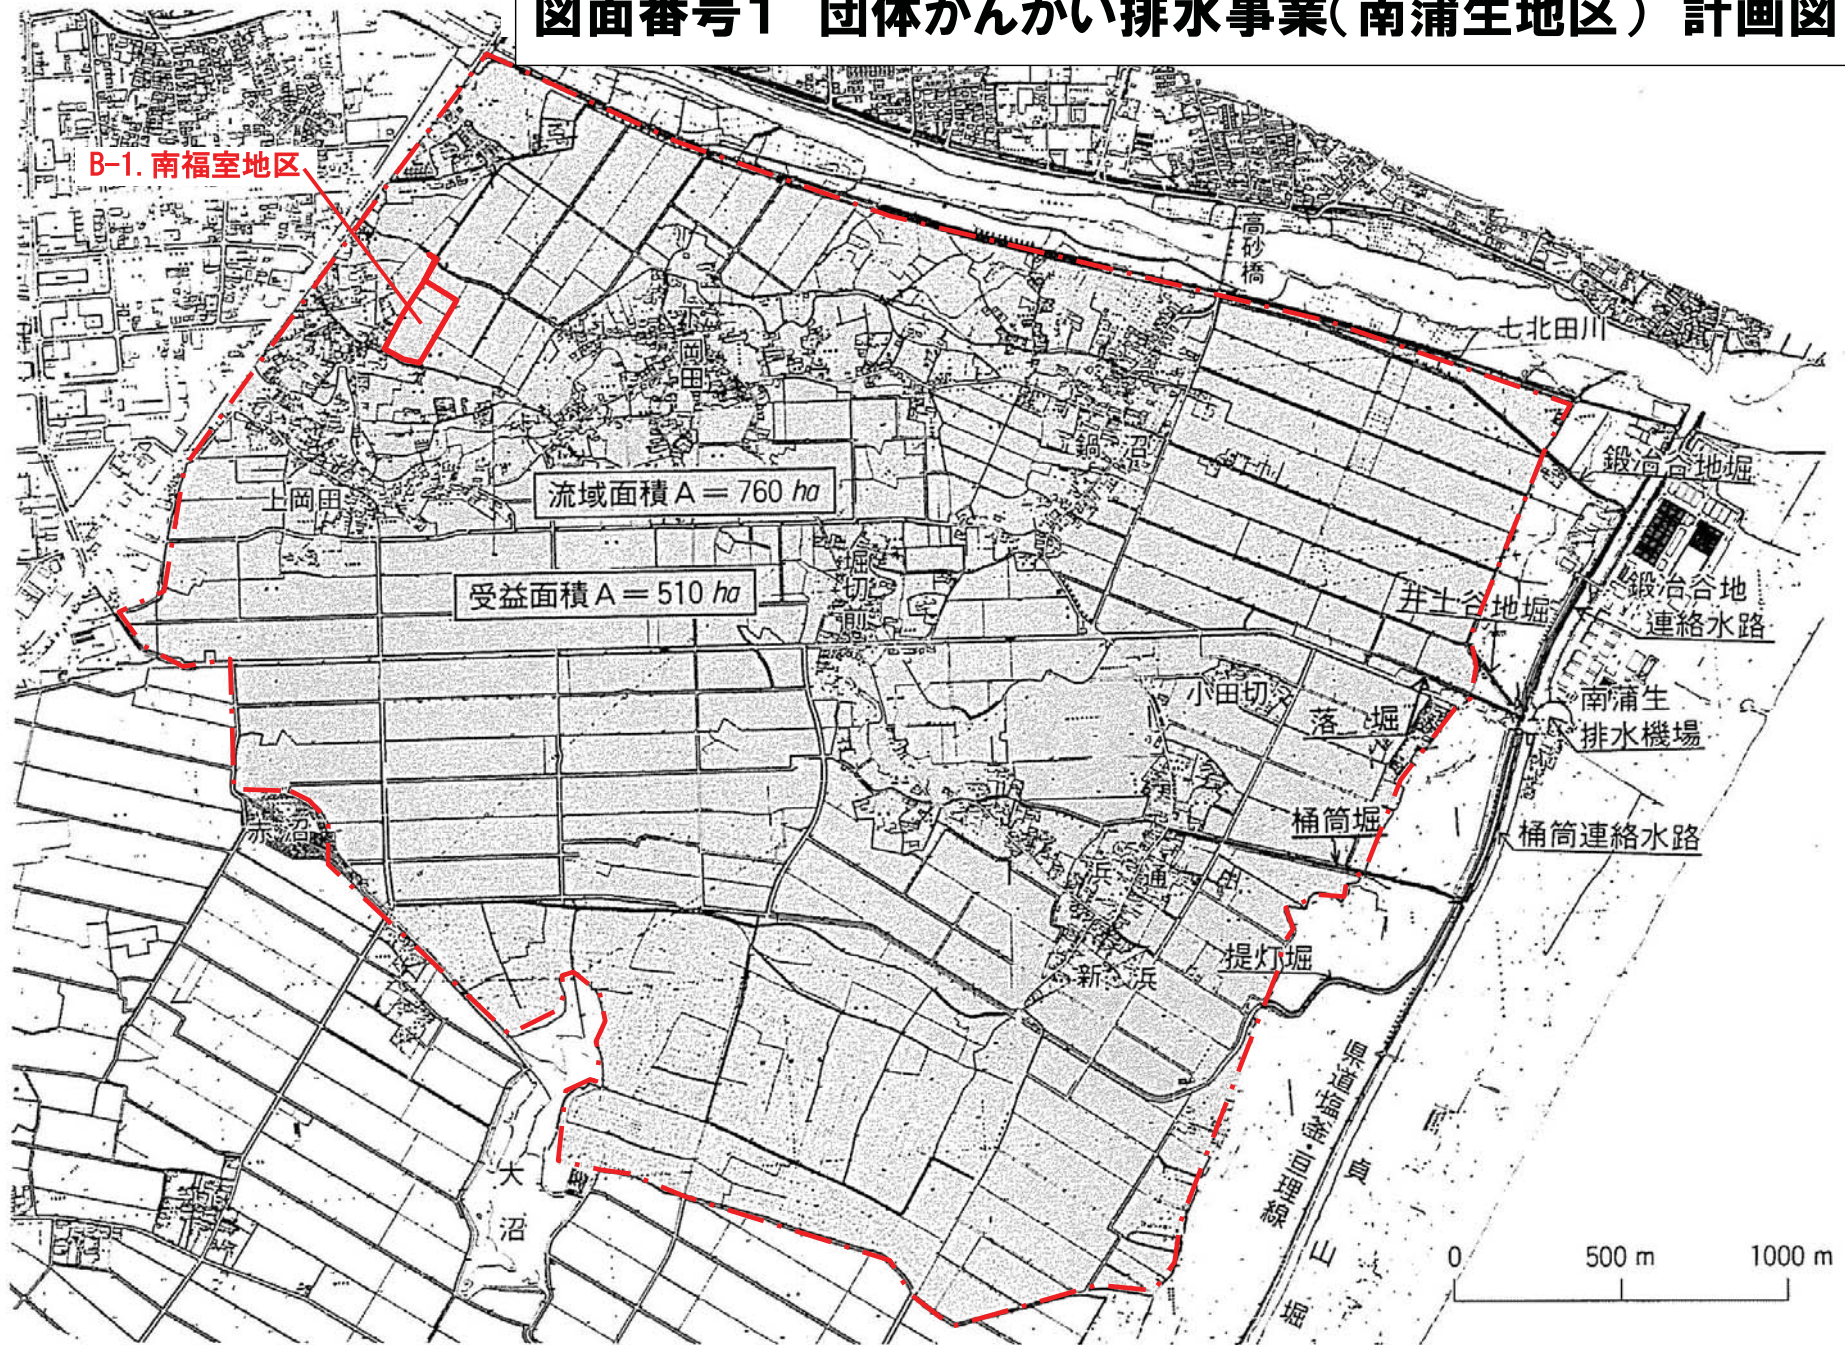 図面番号1 団体かんがい排水事業(南蒲生地区) 計画図
B-1.南福室地区
高砂橋
七北田川
岡田
鍋沼
鍛冶谷地堀
上岡田
流域面積A＝760 ha
受益面積A＝510 ha
堀切前
井土谷地堀
鍛冶谷地
連絡水路
小田切
落堀
南蒲生
排水機場
赤沼
桶筒堀
桶筒連絡水路
浜通
新浜
提灯堀
県道塩釜・亘理線
大沼
貞山堀
0 500 m 1000 m